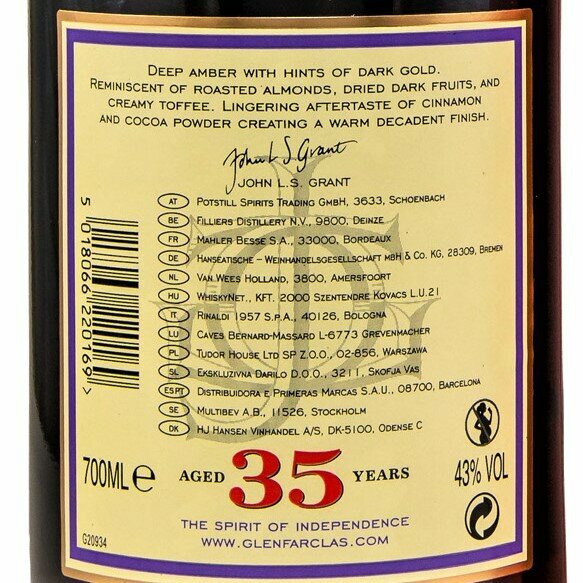 DEEP AMBER WITH HINTS OF DARK GOLD.
REMINISCENT OF ROASTED ALMONDS, DRIED DARK FRUITS, AND
CREAMY TOFFEE. LINGERING AFTERTASTE OF CINNAMON
AND COCOA POWDER CREATING A WARM DECADENT FINISH.
John L S Grant
JOHN L.S. GRANT
AT POTSTILL SPIRITS TRADING GMBH, 3633, SCHOENBACH
BE FILLIERS DISTILLERY N.V., 9800, DEINZE
FR MAHLER BESSE S.A., 33000, BORDEAUX
DE HANSEATISCHE – WEINHANDELSGESELLSCHAFT MBH & CO. KG, 28309, BREMEN
NL VAN WEES HOLLAND, 3800, AMERSFOORT
HU WHISKYNET., KFT. 2000 SZENTENDRE KOVACS L.U.21
IT RINALDI 1957 S.P.A., 40126, BOLOGNA
LU CAVES BERNARD-MASSARD L-6773 GREVENMACHER
PL TUDOR HOUSE LTD SP Z.O.O., 02-856, WARSZAWA
SL EKSKLUZIVNA DARILO D.O.O., 3211, SKOFJA VAS
ESPT DISTRIBUIDORA E PRIMERAS MARCAS S.A.U., 08700, BARCELONA
SE MULTIBEV A.B., 11526, STOCKHOLM
DK HJ HANSEN VINHANDEL A/S, DK-5100, ODENSE C
5 018066 220169 >
700ML e
AGED 35 YEARS
43% VOL
THE SPIRIT OF INDEPENDENCE
WWW.GLENFARCLAS.COM
G20934